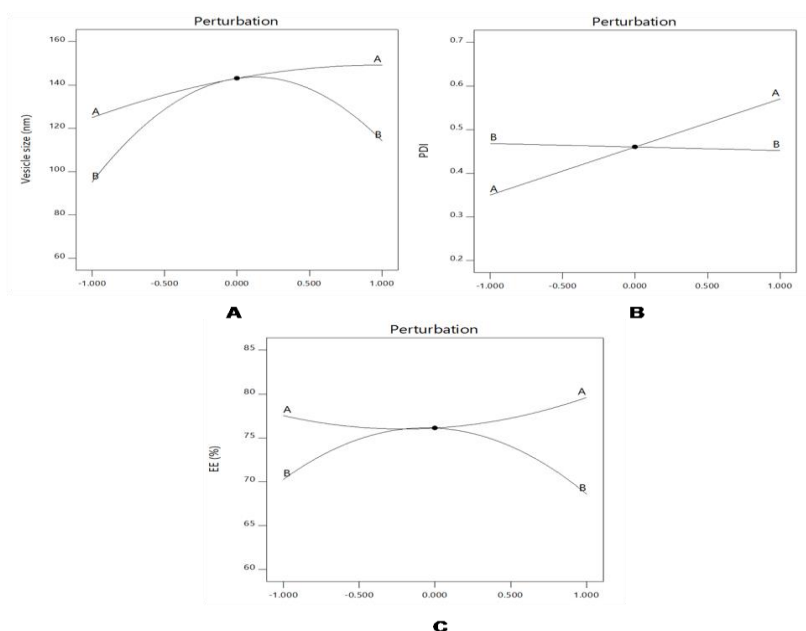 Perturbation
160
140
120
100
80
60
Vesicle size (nm)
A
A
B
B
-1.000 -0.500 0.000 0.500 1.000
A
Perturbation
0.7
0.6
0.5
0.4
0.3
0.2
PDI
A
B
B
A
-1.000 -0.500 0.000 0.500 1.000
B
Perturbation
85
80
75
70
65
60
EE (%)
A
A
B
B
-1.000 -0.500 0.000 0.500 1.000
C